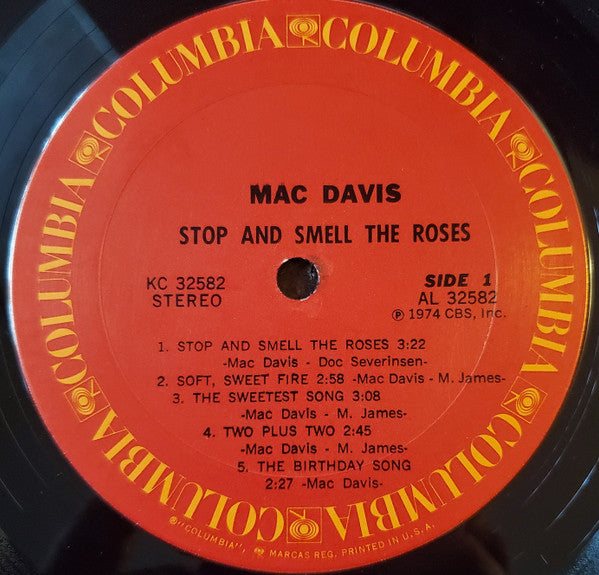 COLUMBIA COLUMBIA COLUMBIA COLUMBIA COLUMBIA COLUMBIA
MAC DAVIS
STOP AND SMELL THE ROSES
KC 32582 SIDE 1
STEREO AL 32582
℗ 1974 CBS, Inc.
1. STOP AND SMELL THE ROSES 3:22
-Mac Davis - Doc Severinsen-
2. SOFT, SWEET FIRE 2:58 -Mac Davis - M. James-
3. THE SWEETEST SONG 3:08
-Mac Davis - M. James-
4. TWO PLUS TWO 2:45
-Mac Davis - M. James-
5. THE BIRTHDAY SONG
2:27 -Mac Davis-
®"COLUMBIA", MARCAS REG. PRINTED IN U.S.A.